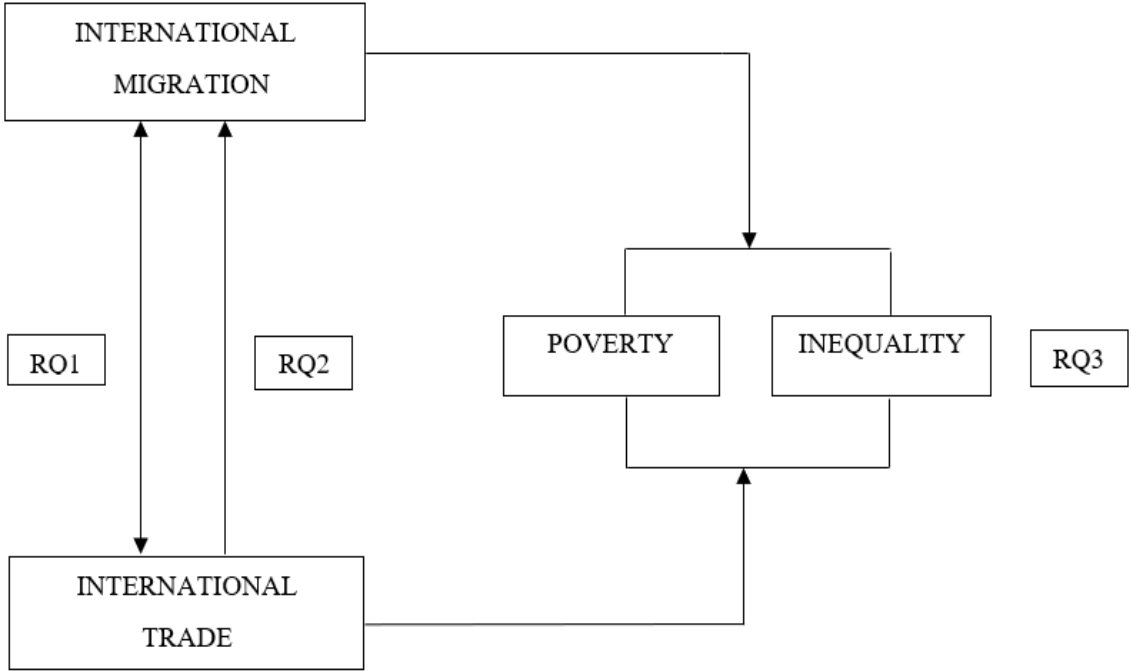 INTERNATIONAL
MIGRATION
RQ1
RQ2
POVERTY
INEQUALITY
RQ3
INTERNATIONAL
TRADE